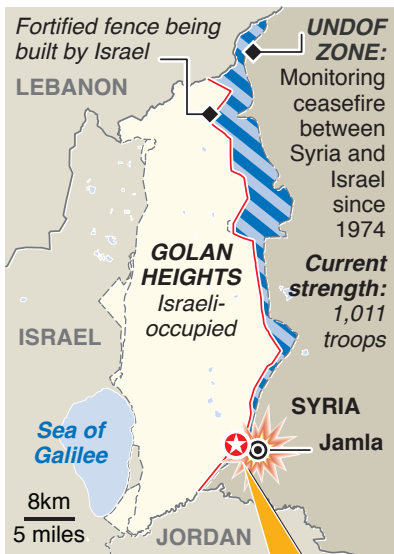 Fortified fence being
built by Israel
LEBANON
UNDOF
ZONE:
Monitoring
ceasefire
between
Syria and
Israel
since
1974
Current
strength:
1,011
troops
GOLAN
HEIGHTS
Israeli-
occupied
ISRAEL
Sea of
Galilee
SYRIA
Jamla
8km
5 miles
JORDAN